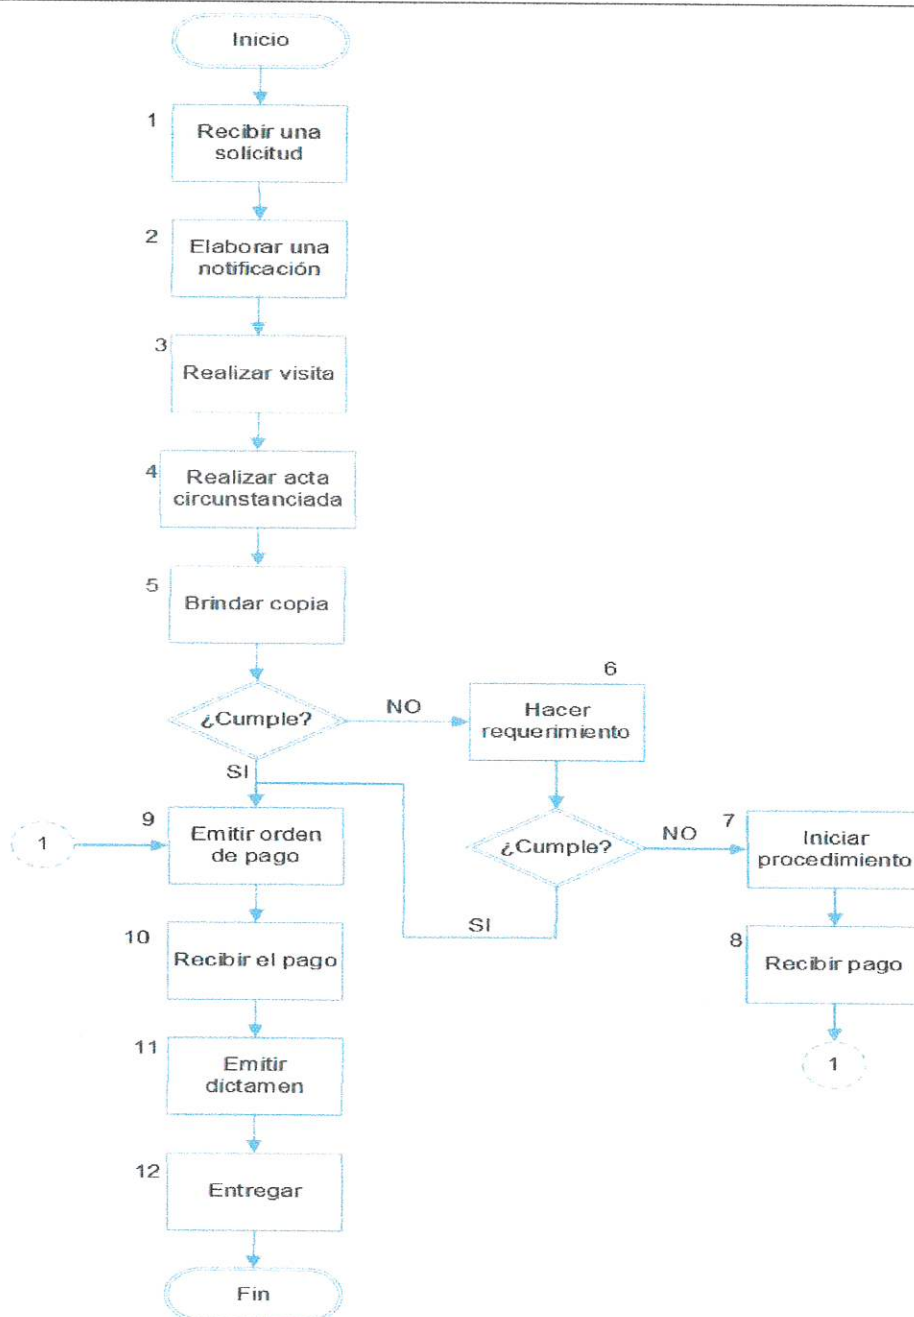 Inicio
1
Recibir una
solicitud
2
Elaborar una
notificación
3
Realizar visita
4
Realizar acta
circunstanciada
5
Brindar copia
¿Cumple?
NO
6
Hacer
requerimiento
SI
9
Emitir orden
de pago
1
¿Cumple?
NO
7
Iniciar
procedimiento
SI
10
Recibir el pago
8
Recibir pago
11
Emitir
dictamen
1
12
Entregar
Fin